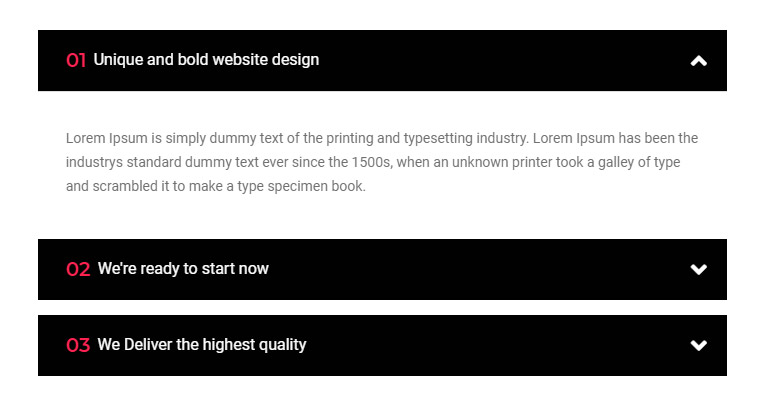 01 Unique and bold website design
Lorem Ipsum is simply dummy text of the printing and typesetting industry. Lorem Ipsum has been the
industrys standard dummy text ever since the 1500s, when an unknown printer took a galley of type
and scrambled it to make a type specimen book.
02 We're ready to start now
03 We Deliver the highest quality